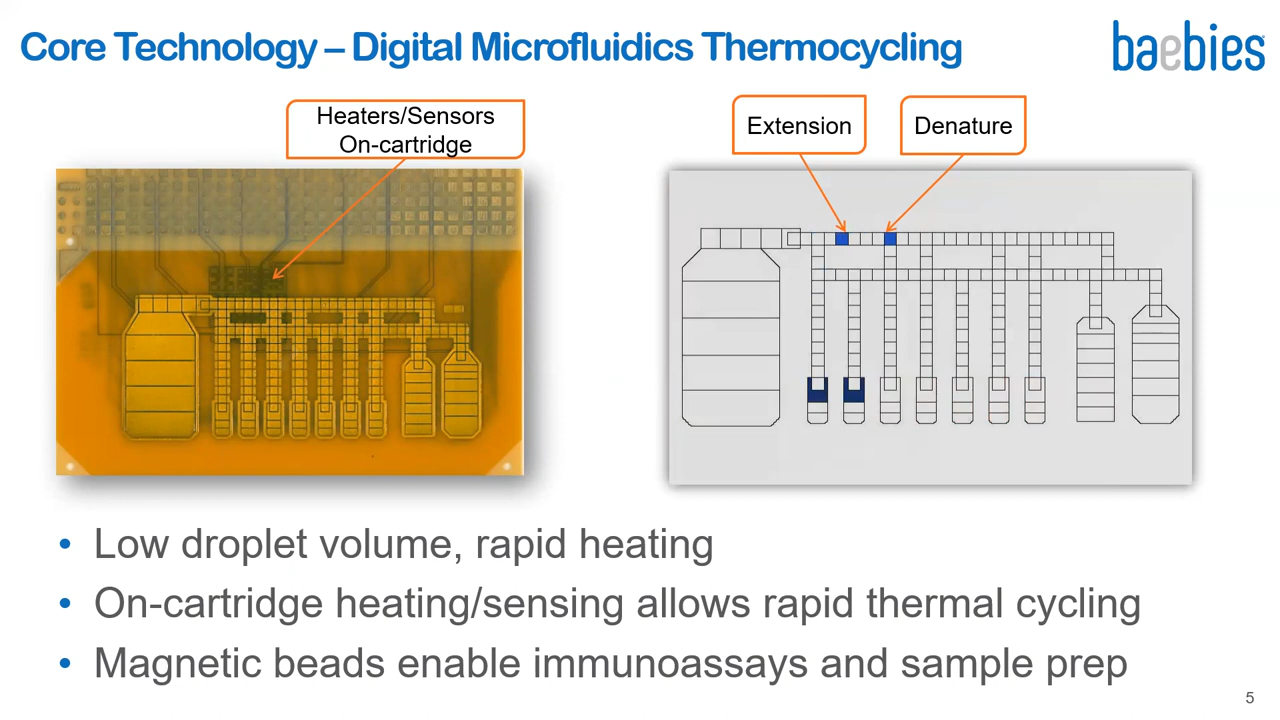 Core Technology – Digital Microfluidics Thermocycling
baebies
Heaters/Sensors
On-cartridge
Extension
Denature
• Low droplet volume, rapid heating
• On-cartridge heating/sensing allows rapid thermal cycling
• Magnetic beads enable immunoassays and sample prep
5